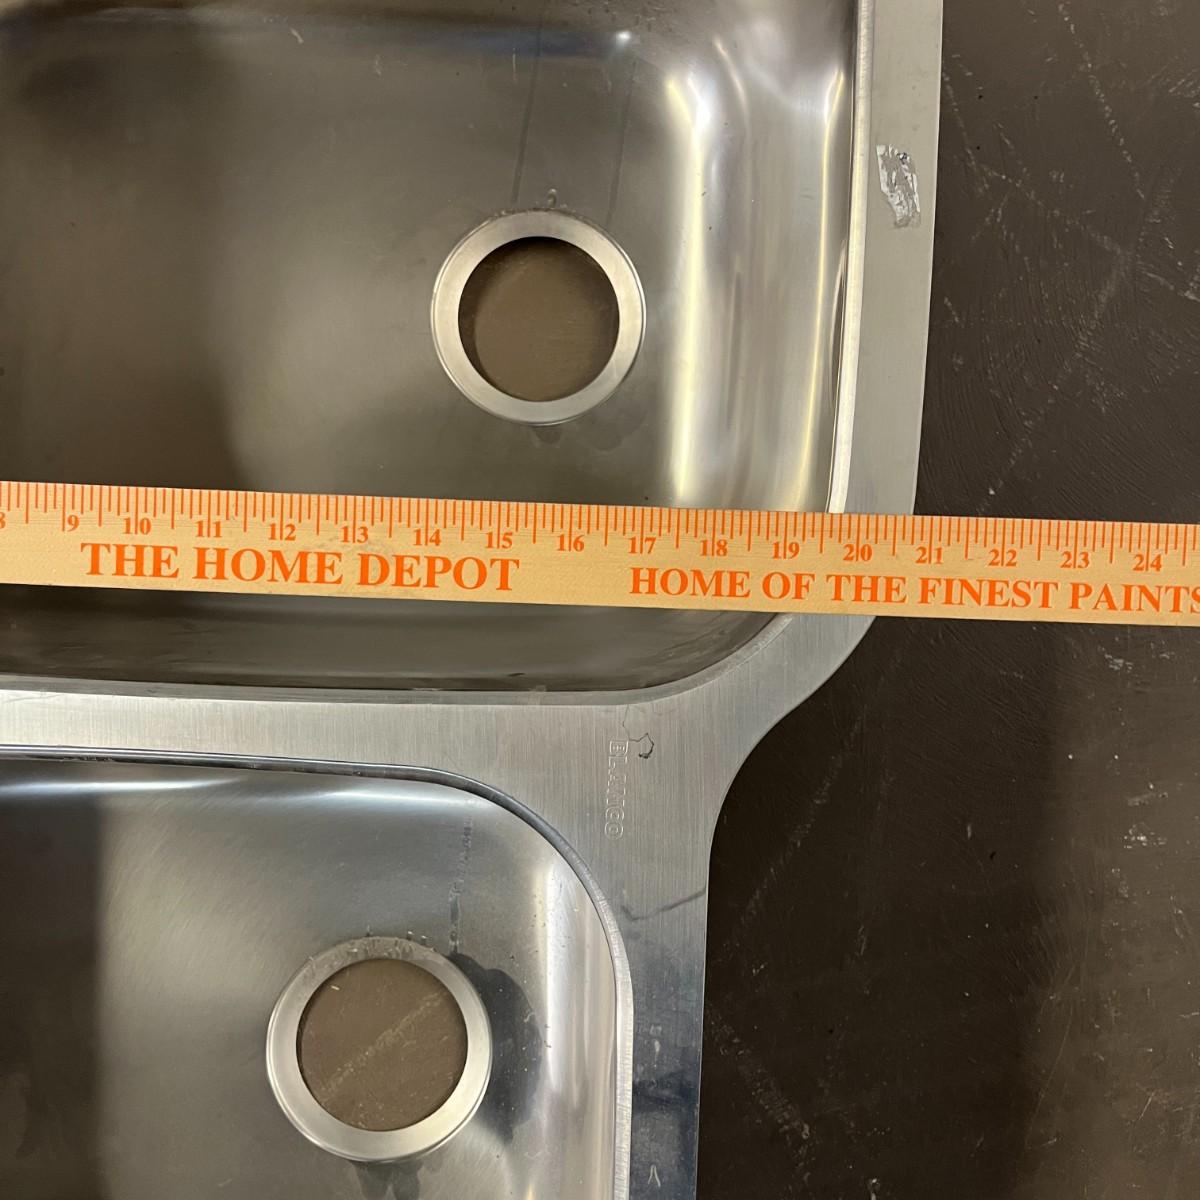 8 9 10 11 12 13 14 15 16 17 18 19 20 21 22 23 24
THE HOME DEPOT HOME OF THE FINEST PAINTS
BLANCO